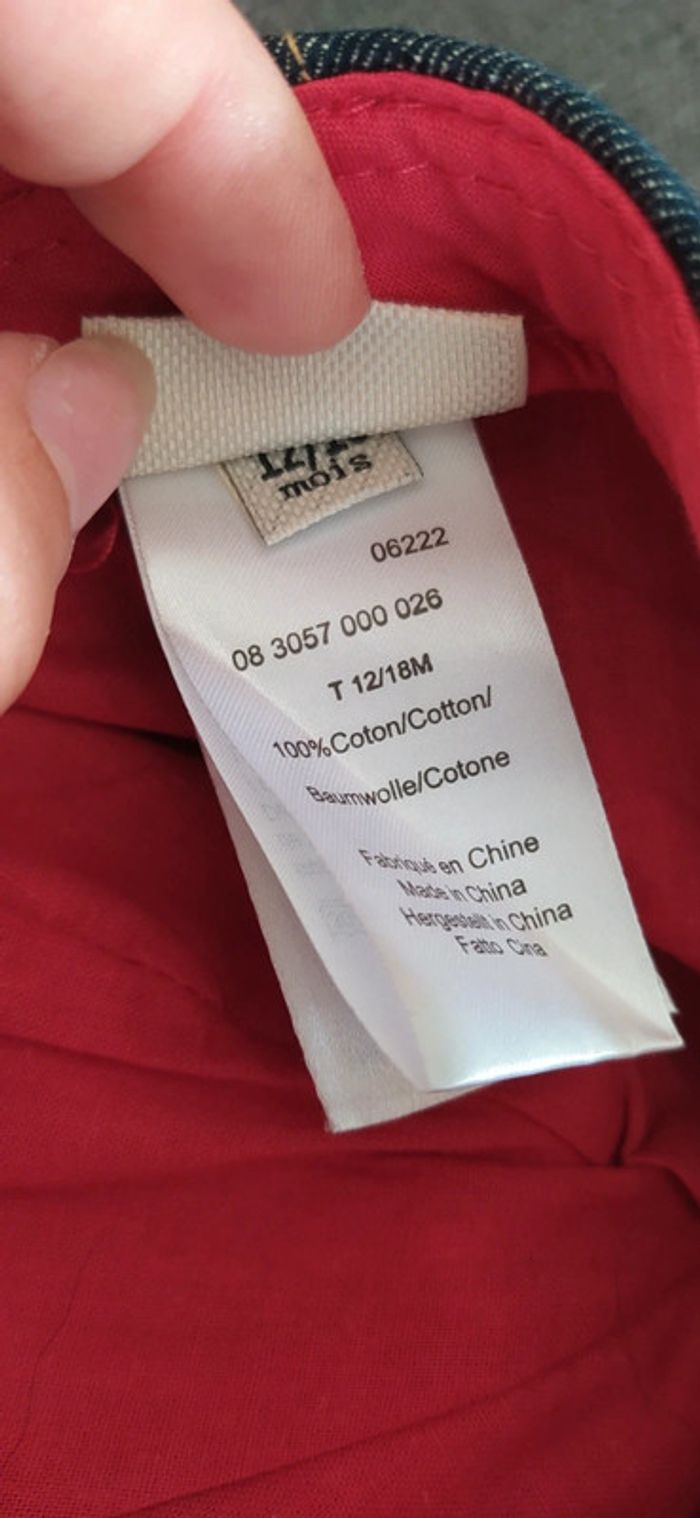 mois
06222
08 3057 000 026
T 12/18M
100%Coton/Cotton/
Baumwolle/Cotone
Fabriqué en Chine
Made in China
Hergestellt in China
Fatto Cina